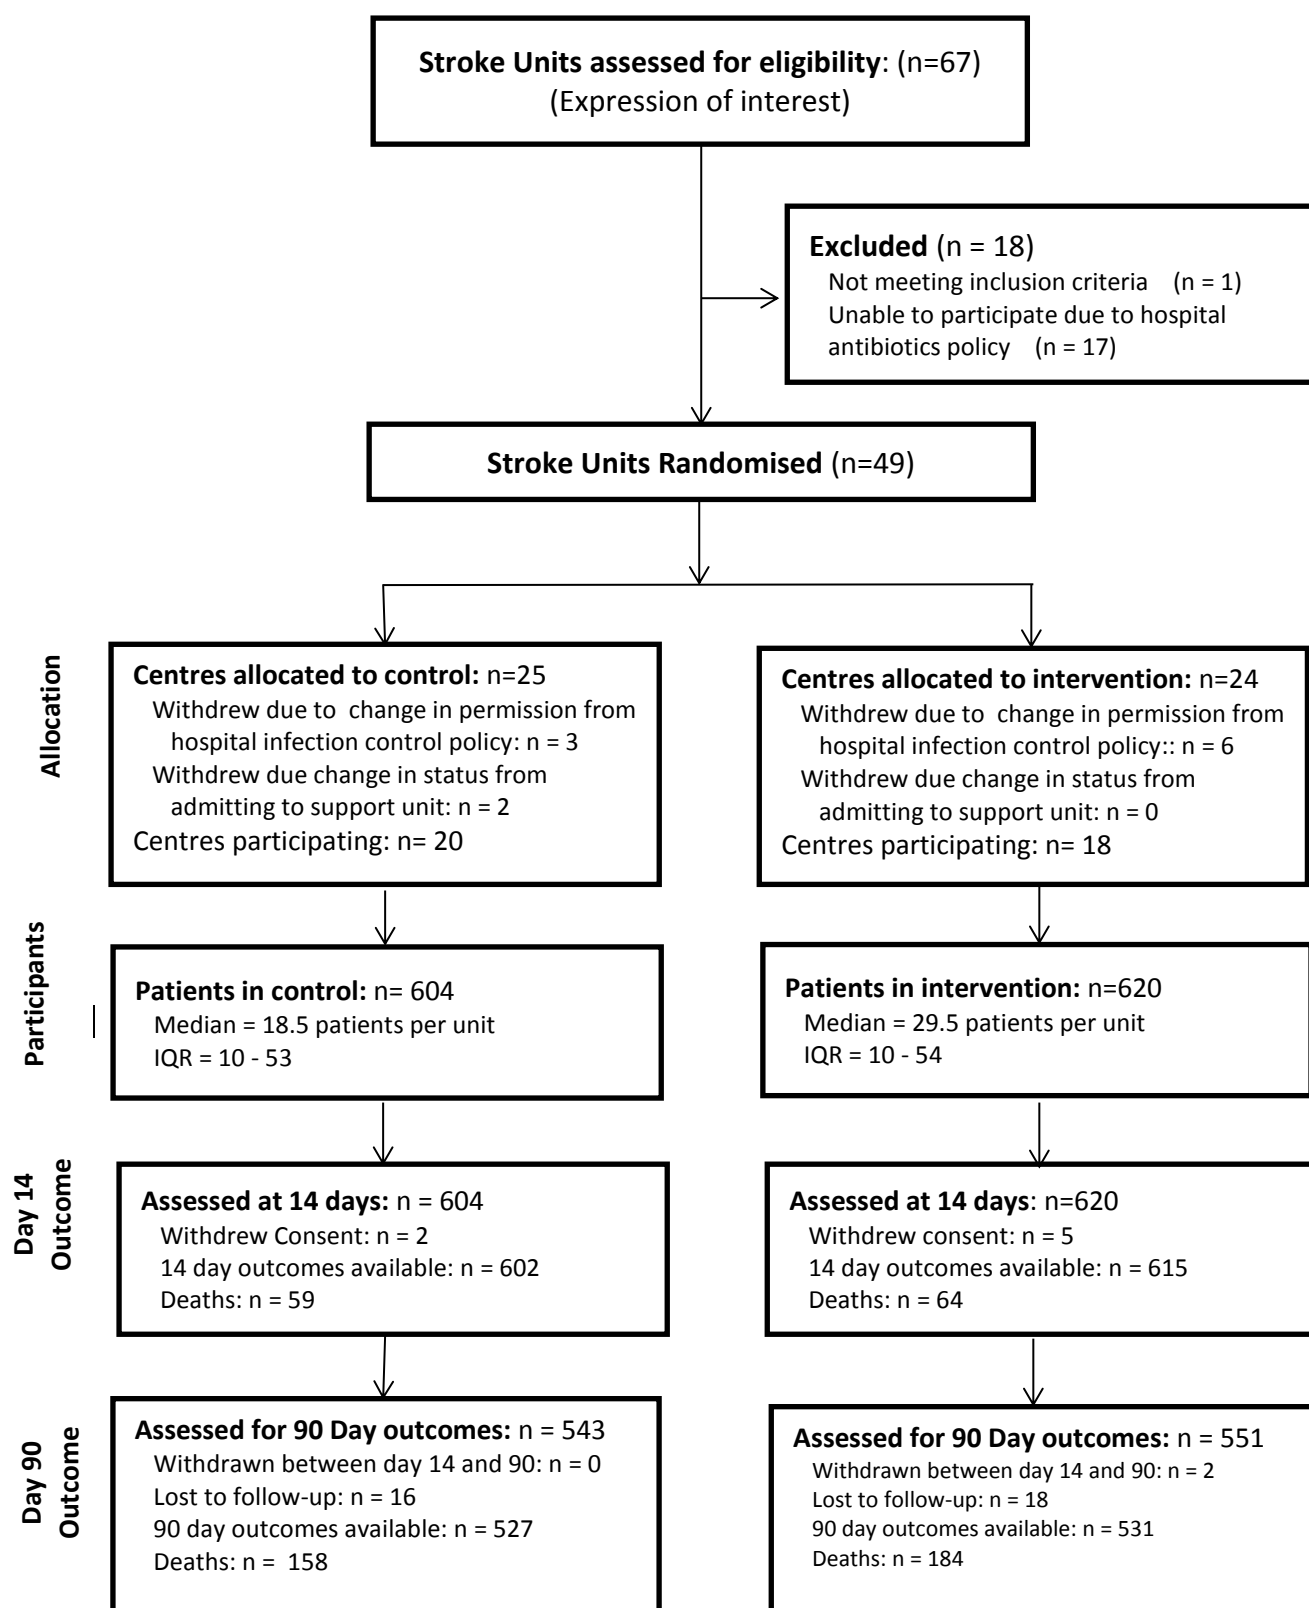 Stroke Units assessed for eligibility: (n=67)
(Expression of interest)
Excluded (n = 18)
Not meeting inclusion criteria (n = 1)
Unable to participate due to hospital
antibiotics policy (n = 17)
Stroke Units Randomised (n=49)
Allocation
Centres allocated to control: n=25
Withdrew due to change in permission from
hospital infection control policy: n = 3
Withdrew due change in status from
admitting to support unit: n = 2
Centres participating: n= 20
Centres allocated to intervention: n=24
Withdrew due to change in permission from
hospital infection control policy:: n = 6
Withdrew due change in status from
admitting to support unit: n = 0
Centres participating: n= 18
Participants
Patients in control: n= 604
Median = 18.5 patients per unit
IQR = 10 - 53
Patients in intervention: n=620
Median = 29.5 patients per unit
IQR = 10 - 54
Day 14
Outcome
Assessed at 14 days: n = 604
Withdrew Consent: n = 2
14 day outcomes available: n = 602
Deaths: n = 59
Assessed at 14 days: n=620
Withdrew consent: n = 5
14 day outcomes available: n = 615
Deaths: n = 64
Day 90
Outcome
Assessed for 90 Day outcomes: n = 543
Withdrawn between day 14 and 90: n = 0
Lost to follow-up: n = 16
90 day outcomes available: n = 527
Deaths: n = 158
Assessed for 90 Day outcomes: n = 551
Withdrawn between day 14 and 90: n = 2
Lost to follow-up: n = 18
90 day outcomes available: n = 531
Deaths: n = 184